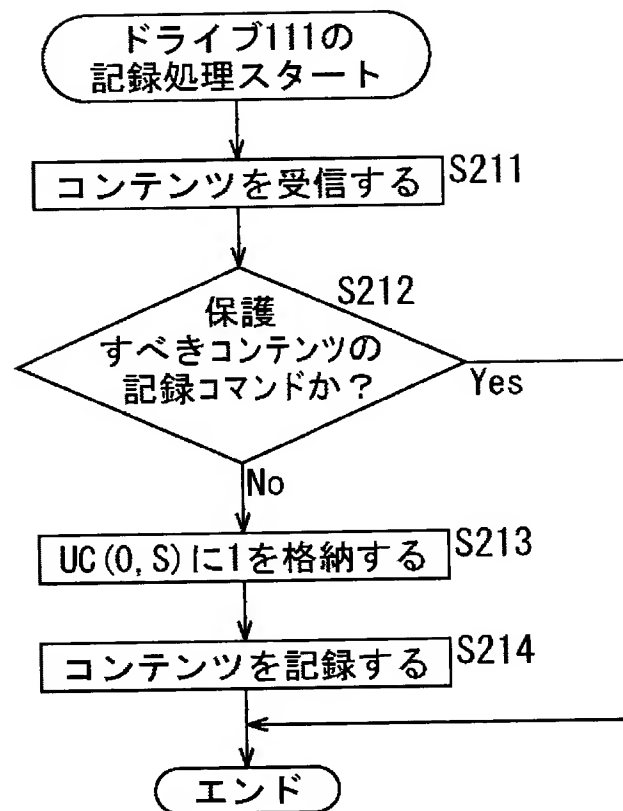 ドライブ111の
記録処理スタート
コンテンツを受信する
S211
S212
保護
すべきコンテンツの
記録コマンドか？
Yes
No
UC(0,S)に1を格納する
S213
コンテンツを記録する
S214
エンド